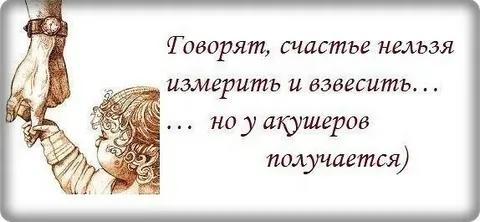 Говорят, счастье нельзя
измерить и взвесить...
... но у акушеров
получается)